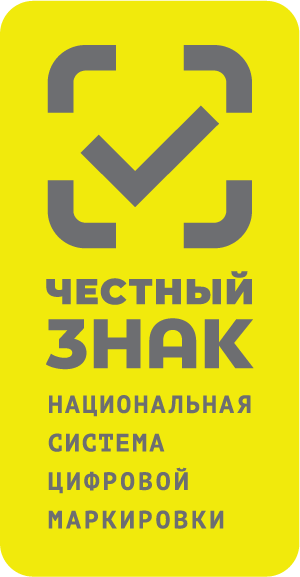 ЧЕСТНЫЙ
ЗНАК
НАЦИОНАЛЬНАЯ
СИСТЕМА
ЦИФРОВОЙ
МАРКИРОВКИ